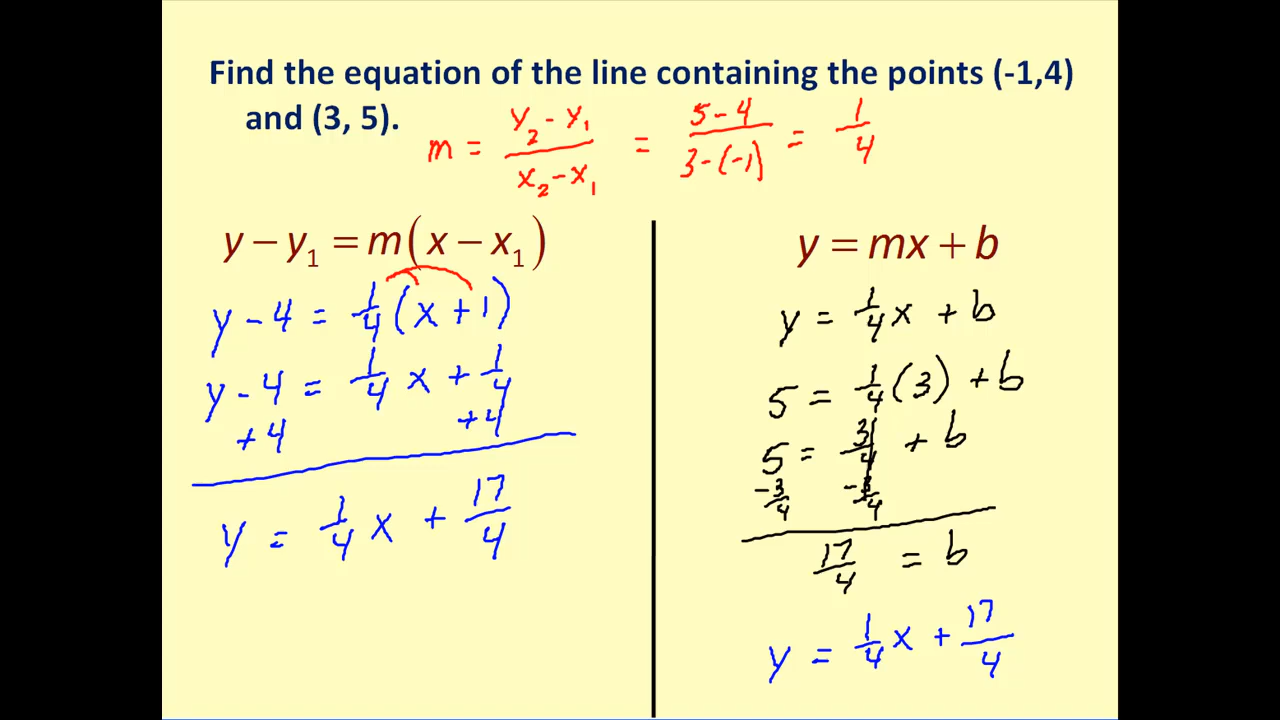 Find the equation of the line containing the points (-1,4)
and (3, 5).
m = (y₂ - y₁)/(x₂ - x₁) = (5 - 4)/(3 - (-1)) = 1/4
y − y₁ = m(x − x₁)
y - 4 = 1/4 (x + 1)
y - 4 = 1/4 x + 1/4
+4 +4
y = 1/4 x + 17/4
y = mx + b
y = 1/4 x + b
5 = 1/4 (3) + b
5 = 3/4 + b
-3/4 -3/4
17/4 = b
y = 1/4 x + 17/4